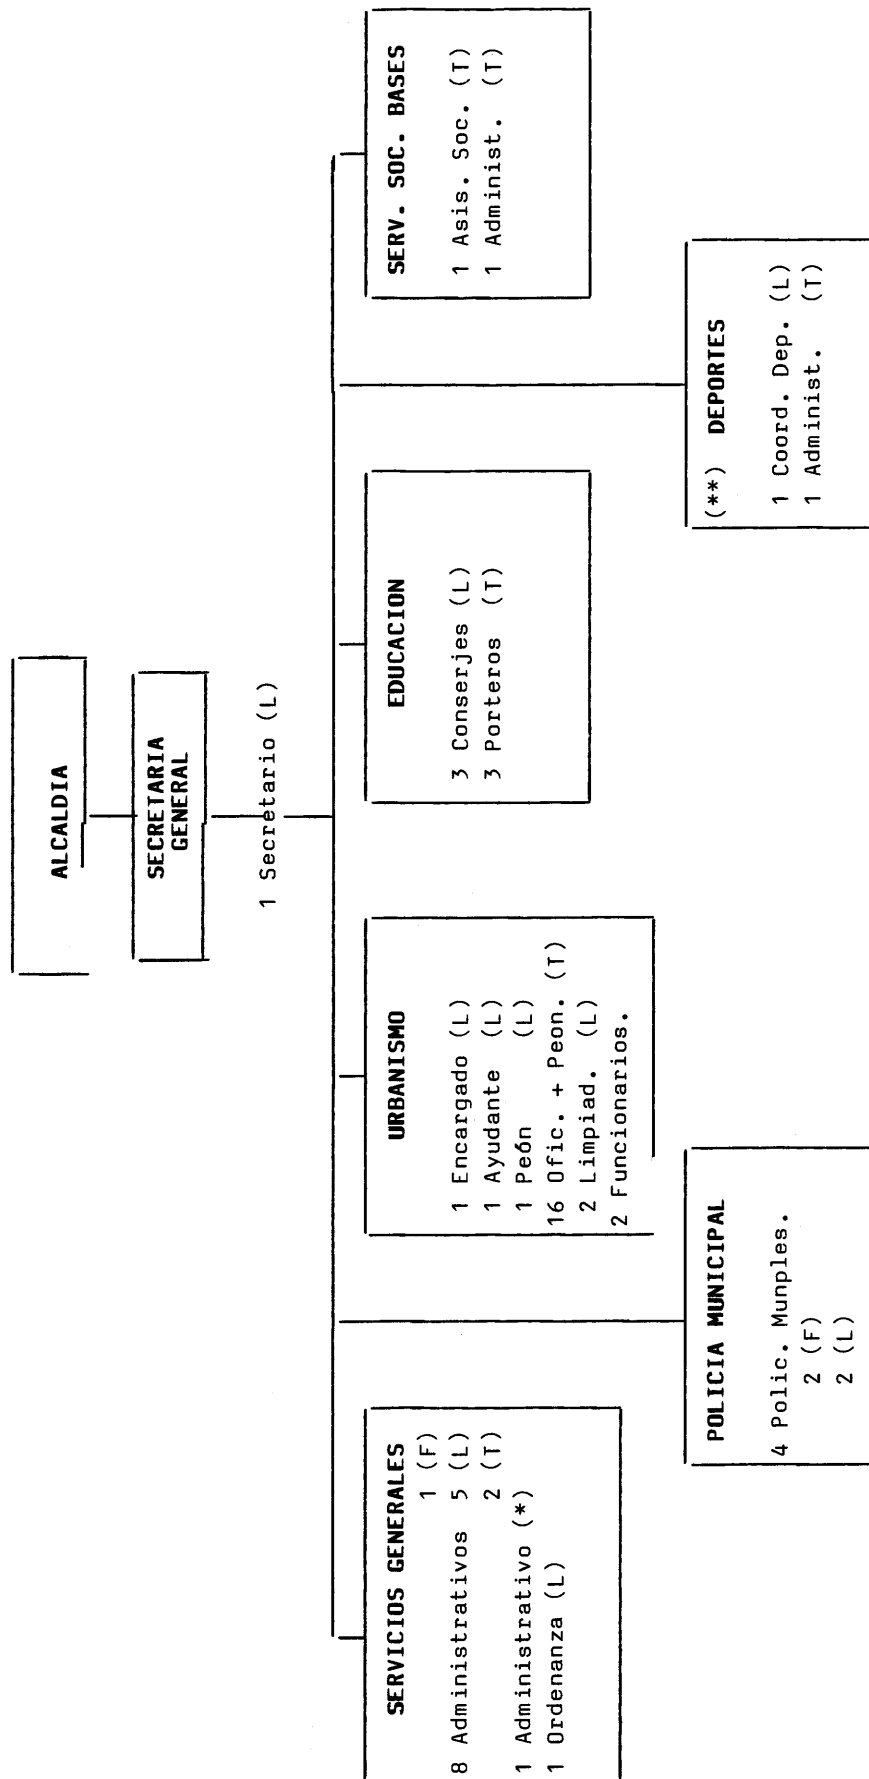 ALCALDIA
SECRETARIA
GENERAL
1 Secretario (L)
SERVICIOS GENERALES
1 (F)
8 Administrativos 5 (L)
2 (T)
1 Administrativo (*)
1 Ordenanza (L)
POLICIA MUNICIPAL
4 Polic. Munples.
2 (F)
2 (L)
URBANISMO
1 Encargado (L)
1 Ayudante (L)
1 Peón (L)
16 Ofic. + Peon. (T)
2 Limpiad. (L)
2 Funcionarios.
EDUCACION
3 Conserjes (L)
3 Porteros (T)
(**) DEPORTES
1 Coord. Dep. (L)
1 Administ. (T)
SERV. SOC. BASES
1 Asis. Soc. (T)
1 Administ. (T)